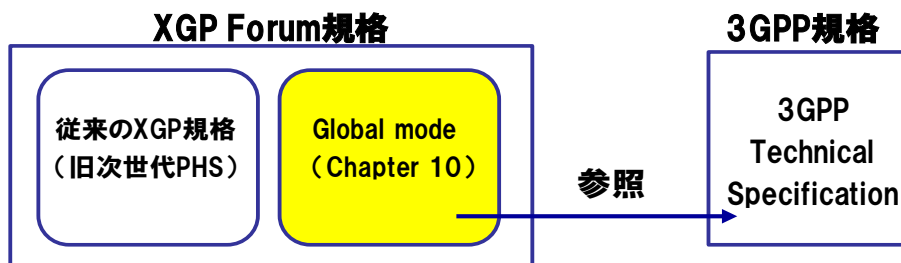 XGP Forum規格
従来のXGP規格
（旧次世代PHS）
Global mode
（Chapter 10）
参照
3GPP規格
3GPP
Technical
Specification